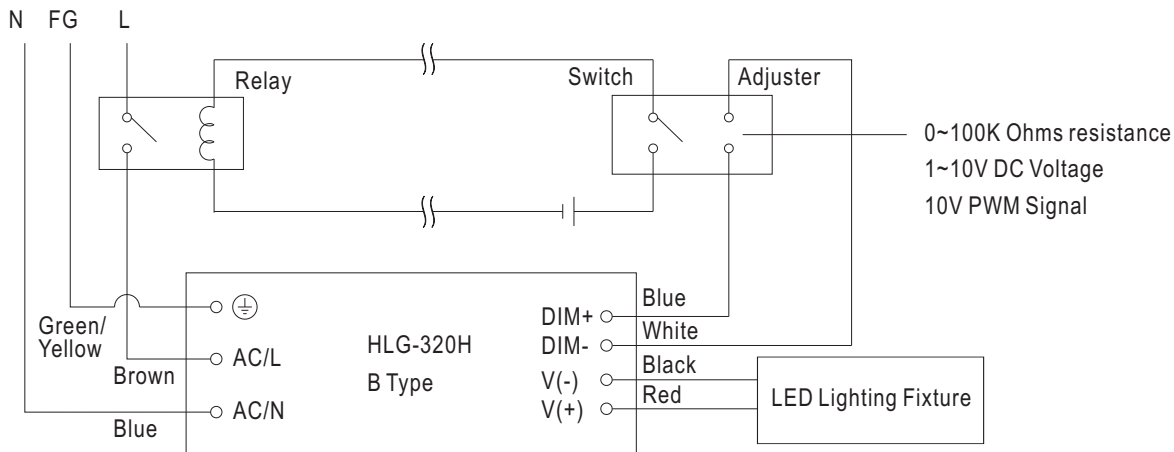 N FG L
Relay
Switch
Adjuster
0~100K Ohms resistance
1~10V DC Voltage
10V PWM Signal
Green/
Yellow
Brown
Blue
AC/L
AC/N
HLG-320H
B Type
DIM+
DIM-
V(-)
V(+)
Blue
White
Black
Red
LED Lighting Fixture